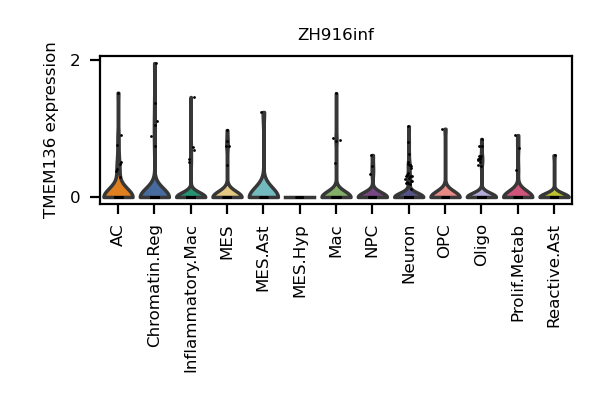 ZH916inf
TMEM136 expression
2
0
AC
Chromatin.Reg
Inflammatory.Mac
MES
MES.Ast
MES.Hyp
Mac
NPC
Neuron
OPC
Oligo
Prolif.Metab
Reactive.Ast